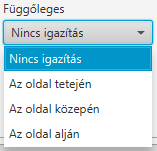 Függőleges
Nincs igazítás
Nincs igazítás
Az oldal tetején
Az oldal közepén
Az oldal alján